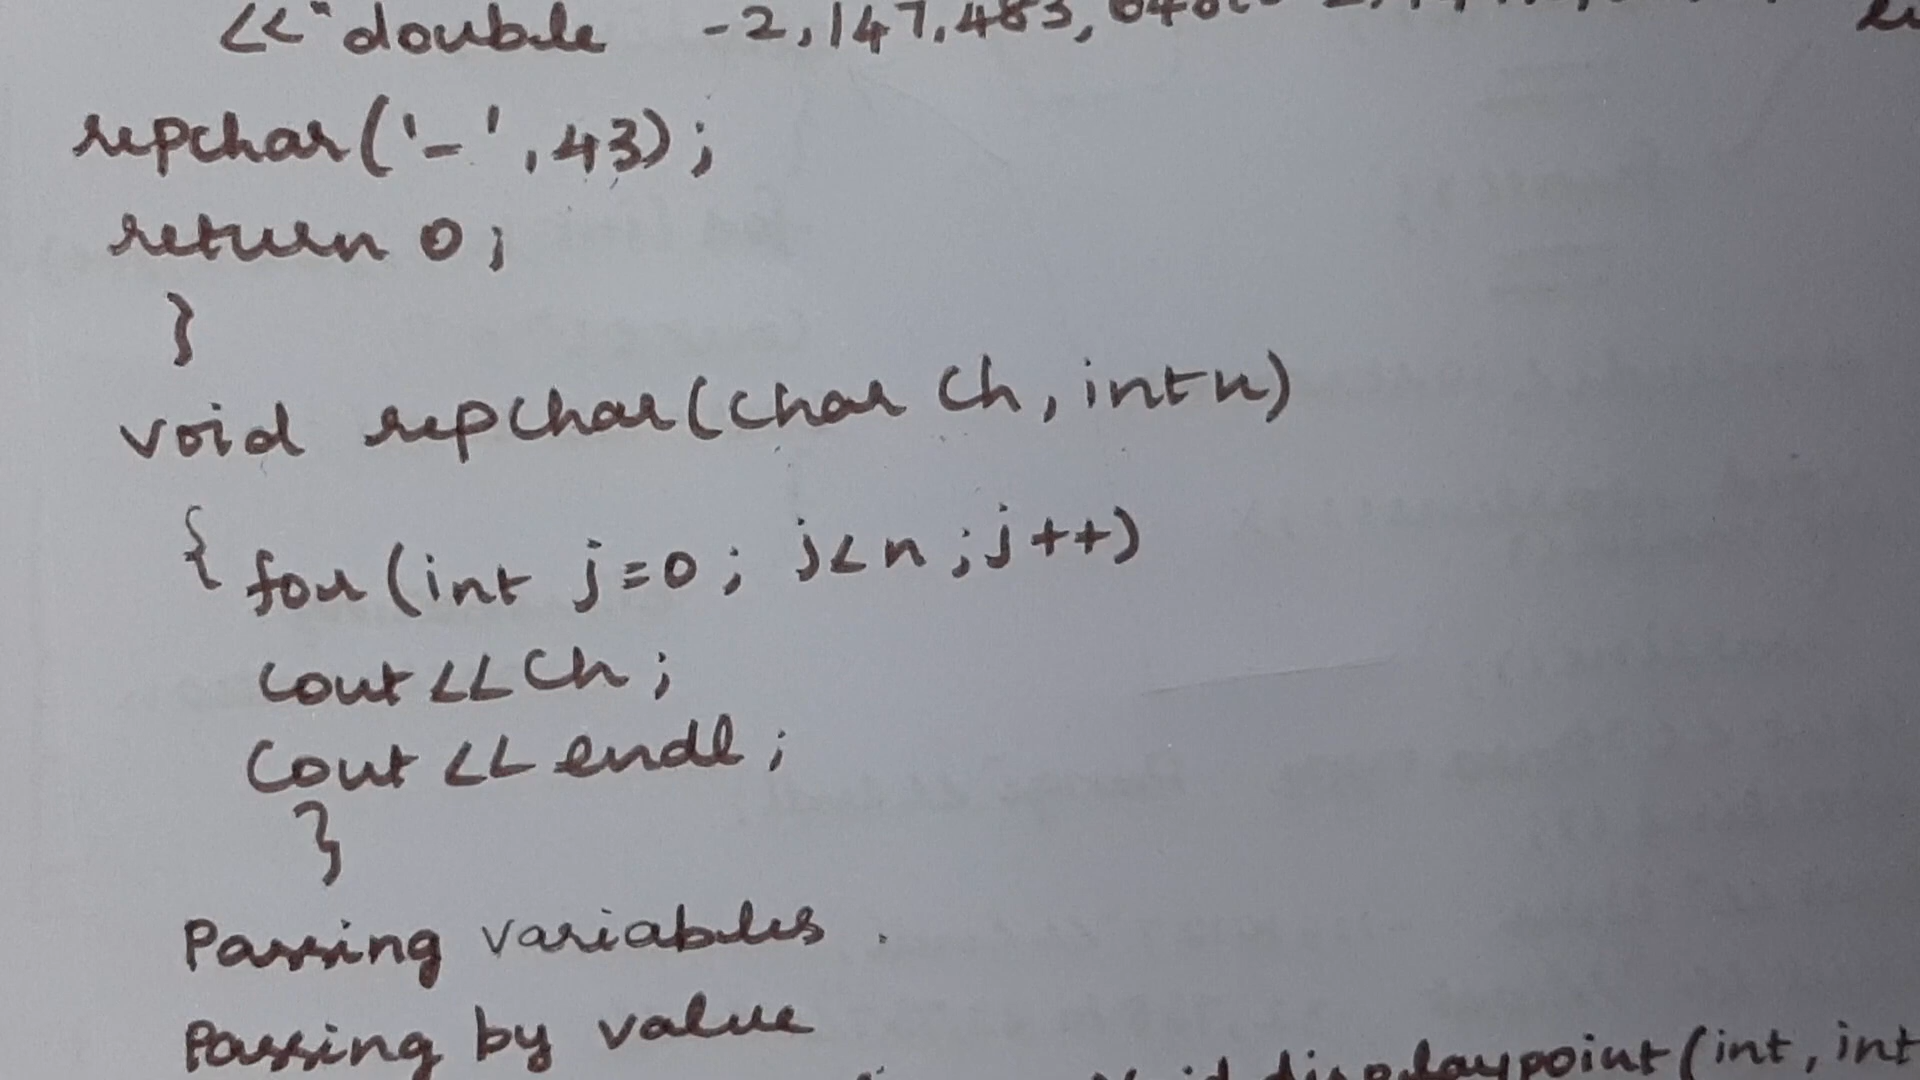 <<"double -2,147,483,
repchar('-',43);
return 0;
}
void repchar(char Ch, int n)
{ for(int j=0; j<n ;j++)
Cout<<Ch;
Cout<<endl;
}
Passing variables.
Passing by value
displaypoint(int, int